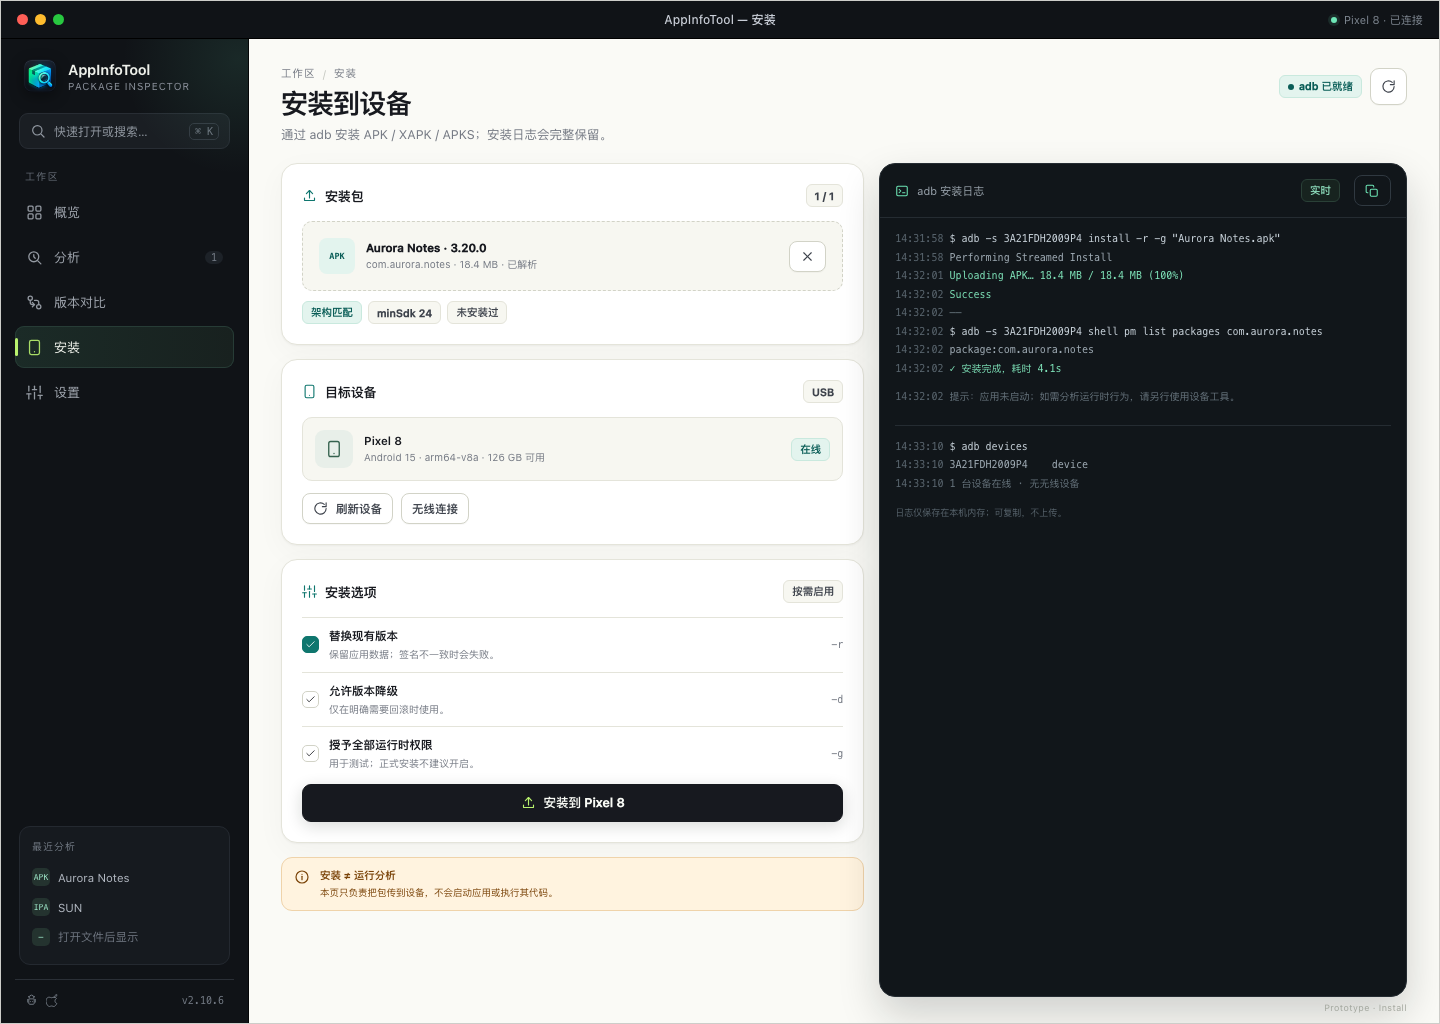 AppInfoTool — 安装
Pixel 8 · 已连接
AppInfoTool
PACKAGE INSPECTOR
快速打开或搜索...
⌘ K
工作区
概览
分析
1
版本对比
安装
设置
最近分析
APK Aurora Notes
IPA SUN
– 打开文件后显示
v2.10.6
工作区 / 安装
安装到设备
通过 adb 安装 APK / XAPK / APKS；安装日志会完整保留。
adb 已就绪
安装包
1 / 1
APK
Aurora Notes · 3.20.0
com.aurora.notes · 18.4 MB · 已解析
架构匹配
minSdk 24
未安装过
目标设备
USB
Pixel 8
Android 15 · arm64-v8a · 126 GB 可用
在线
刷新设备
无线连接
安装选项
按需启用
替换现有版本
保留应用数据；签名不一致时会失败。
-r
允许版本降级
仅在明确需要回滚时使用。
-d
授予全部运行时权限
用于测试；正式安装不建议开启。
-g
安装到 Pixel 8
安装 ≠ 运行分析
本页只负责把包传到设备，不会启动应用或执行其代码。
adb 安装日志
实时
14:31:58 $ adb -s 3A21FDH2009P4 install -r -g "Aurora Notes.apk"
14:31:58 Performing Streamed Install
14:32:01 Uploading APK… 18.4 MB / 18.4 MB (100%)
14:32:02 Success
14:32:02 ——
14:32:02 $ adb -s 3A21FDH2009P4 shell pm list packages com.aurora.notes
14:32:02 package:com.aurora.notes
14:32:02 ✓ 安装完成，耗时 4.1s
14:32:02 提示：应用未启动；如需分析运行时行为，请另行使用设备工具。
14:33:10 $ adb devices
14:33:10 3A21FDH2009P4 device
14:33:10 1 台设备在线 · 无无线设备
日志仅保存在本机内存；可复制，不上传。
Prototype · Install